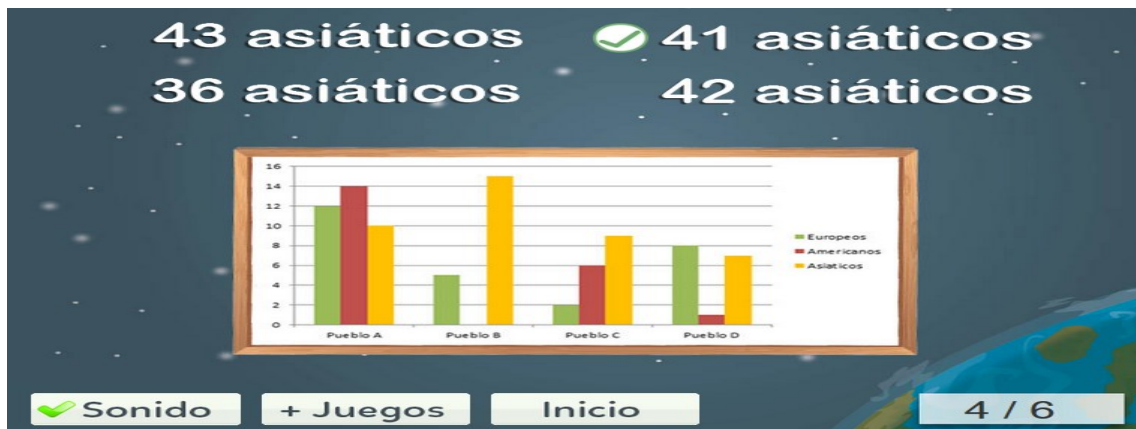 43 asiáticos 41 asiáticos
36 asiáticos 42 asiáticos
16
14
12
10
8
6
4
2
0
Europeos
Americanos
Asiaticos
Pueblo A Pueblo B Pueblo C Pueblo D
Sonido + Juegos Inicio 4 / 6